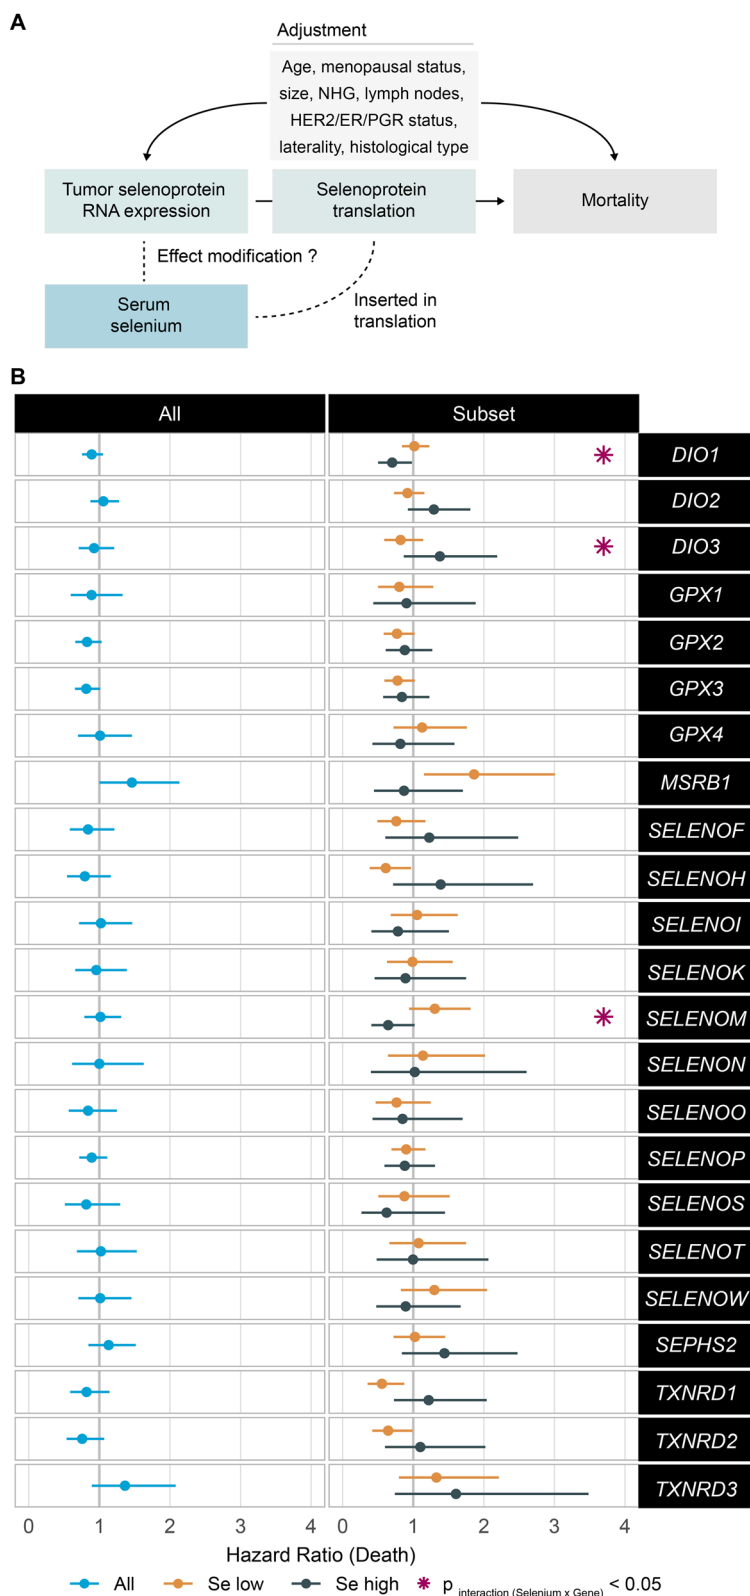 A
Adjustment
Age, menopausal status,
size, NHG, lymph nodes,
HER2/ER/PGR status,
laterality, histological type
Tumor selenoprotein
RNA expression
Selenoprotein
translation
Mortality
Effect modification ?
Serum
selenium
Inserted in
translation
B
All Subset
DIO1
DIO2
DIO3
GPX1
GPX2
GPX3
GPX4
MSRB1
SELENOF
SELENOH
SELENOI
SELENOK
SELENOM
SELENON
SELENOO
SELENOP
SELENOS
SELENOT
SELENOW
SEPHS2
TXNRD1
TXNRD2
TXNRD3
0 1 2 3 4 0 1 2 3 4
Hazard Ratio (Death)
All Se low Se high p interaction (Selenium x Gene) < 0.05